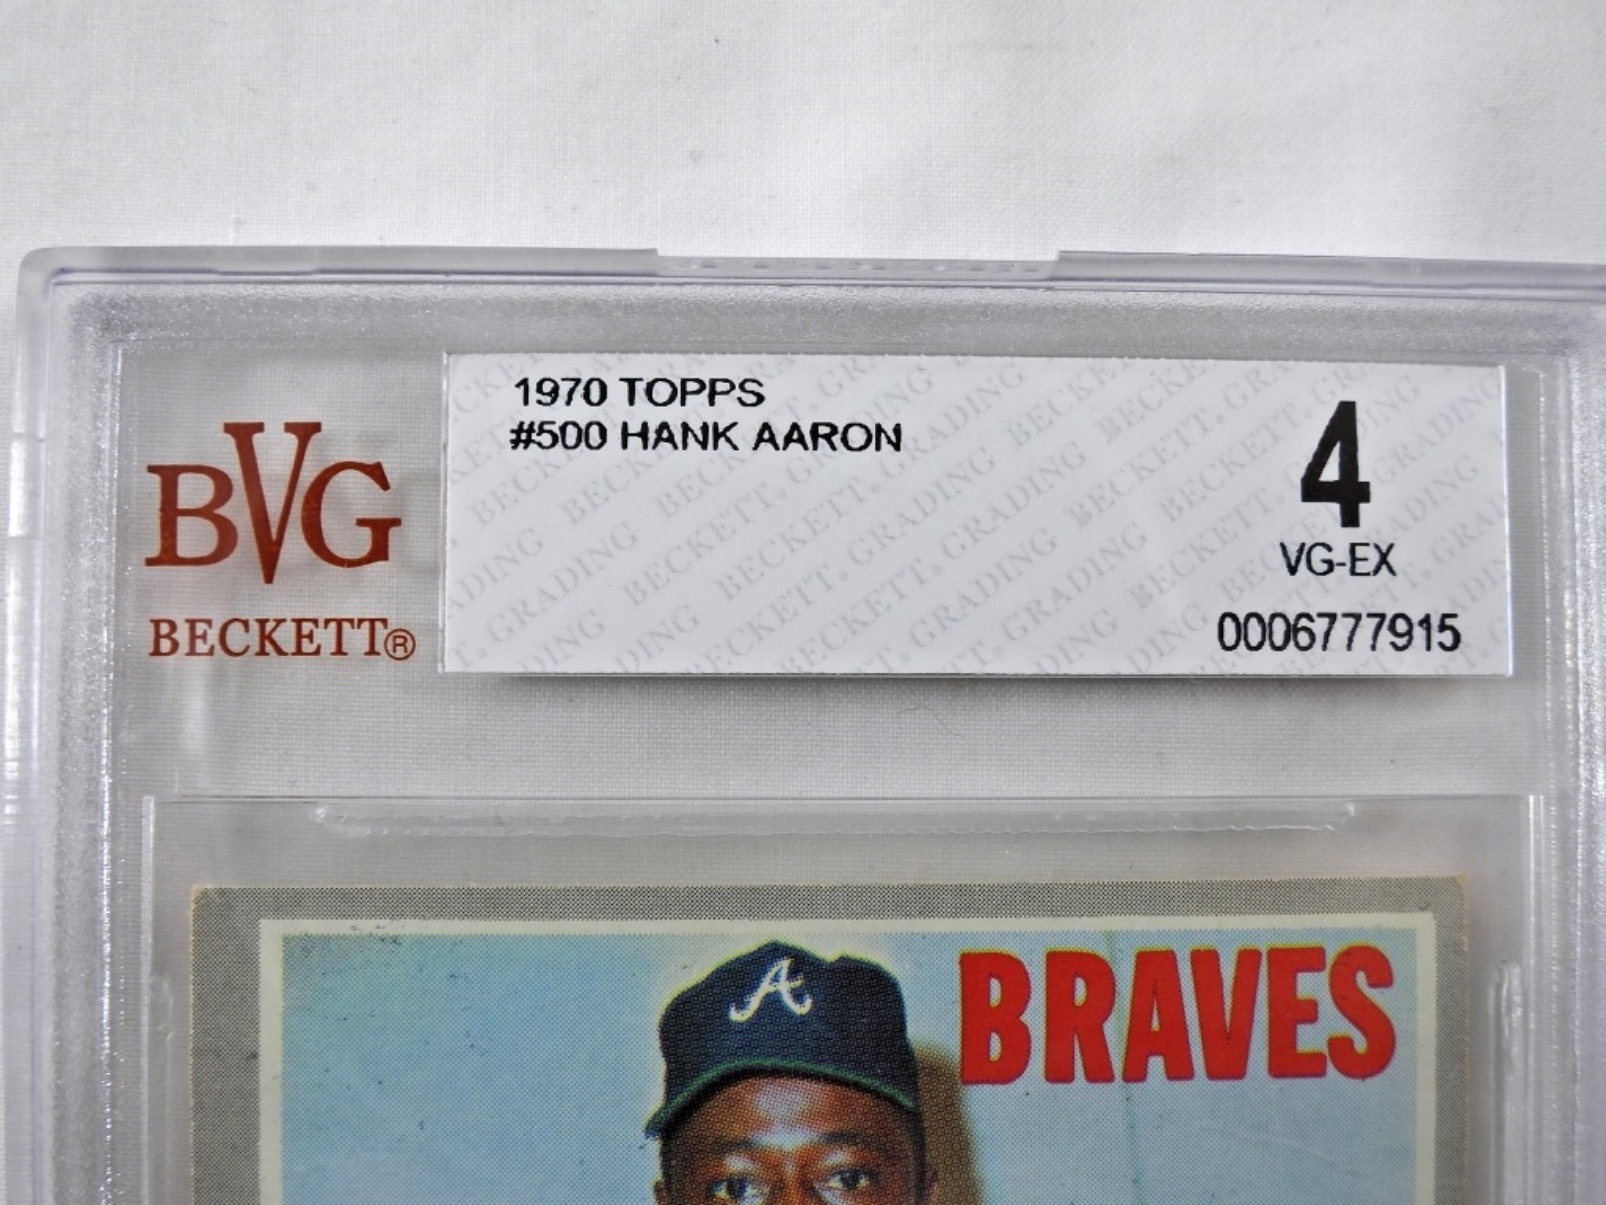 1970 TOPPS
#500 HANK AARON
4
VG-EX
0006777915
BVG
BECKETT®
A
BRAVES